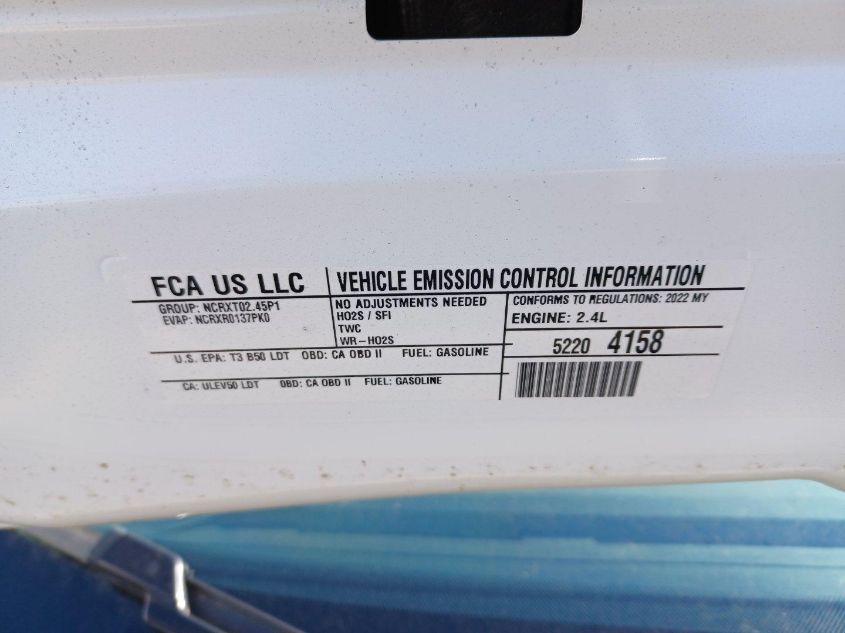 FCA US LLC
VEHICLE EMISSION CONTROL INFORMATION
GROUP: NCRXT02.45P1
EVAP: NCRXR0137PK0
NO ADJUSTMENTS NEEDED
HO2S / SFI
TWC
WR-HO2S
CONFORMS TO REGULATIONS: 2022 MY
ENGINE: 2.4L
U.S. EPA: T3 B50 LDT OBD: CA OBD II FUEL: GASOLINE
CA: ULEV50 LDT OBD: CA OBD II FUEL: GASOLINE
5220 4158